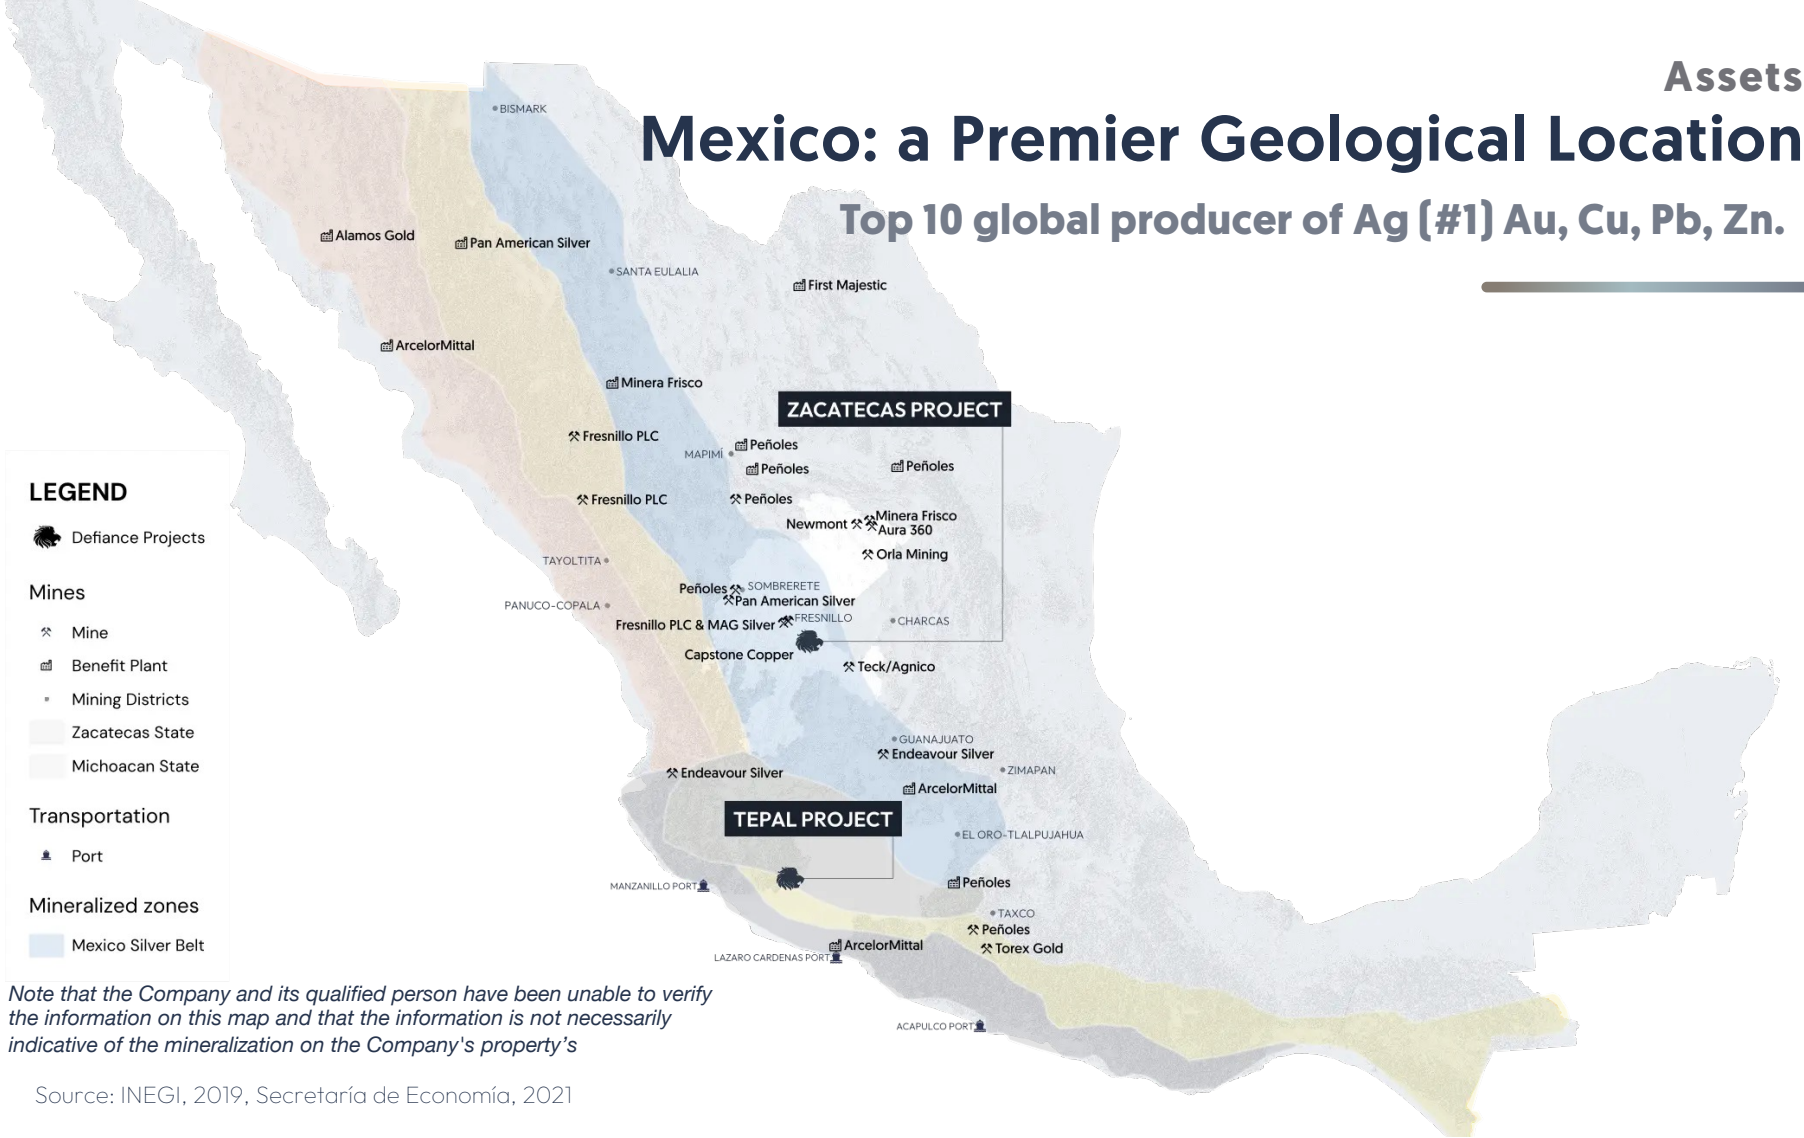 Assets
Mexico: a Premier Geological Location
Top 10 global producer of Ag (#1) Au, Cu, Pb, Zn.
BISMARK
Alamos Gold
Pan American Silver
SANTA EULALIA
First Majestic
ArcelorMittal
Minera Frisco
ZACATECAS PROJECT
Fresnillo PLC
MAPIMÍ
Peñoles
Peñoles
Peñoles
Fresnillo PLC
Peñoles
Newmont
Minera Frisco
Aura 360
Orla Mining
TAYOLTITA
Peñoles
SOMBRERETE
Pan American Silver
PANUCO-COPALA
Fresnillo PLC & MAG Silver
FRESNILLO
CHARCAS
Capstone Copper
Teck/Agnico
GUANAJUATO
Endeavour Silver
Endeavour Silver
ZIMAPAN
ArcelorMittal
TEPAL PROJECT
EL ORO-TLALPUJAHUA
MANZANILLO PORT
Peñoles
TAXCO
Peñoles
ArcelorMittal
Torex Gold
LAZARO CARDENAS PORT
ACAPULCO PORT
LEGEND
Defiance Projects
Mines
Mine
Benefit Plant
Mining Districts
Zacatecas State
Michoacan State
Transportation
Port
Mineralized zones
Mexico Silver Belt
Note that the Company and its qualified person have been unable to verify
the information on this map and that the information is not necessarily
indicative of the mineralization on the Company's property’s
Source: INEGI, 2019, Secretaría de Economía, 2021